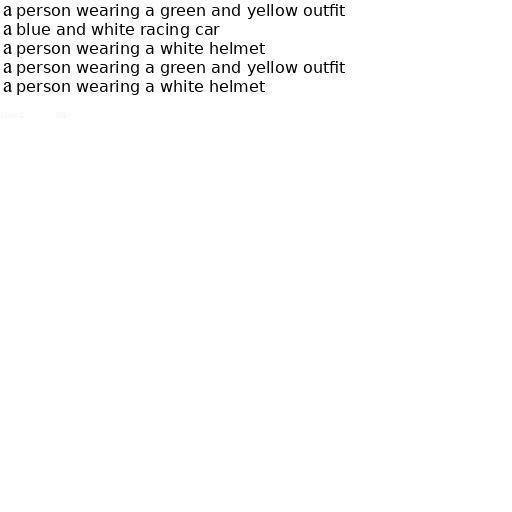 a person wearing a green and yellow outfit
a blue and white racing car
a person wearing a white helmet
a person wearing a green and yellow outfit
a person wearing a white helmet